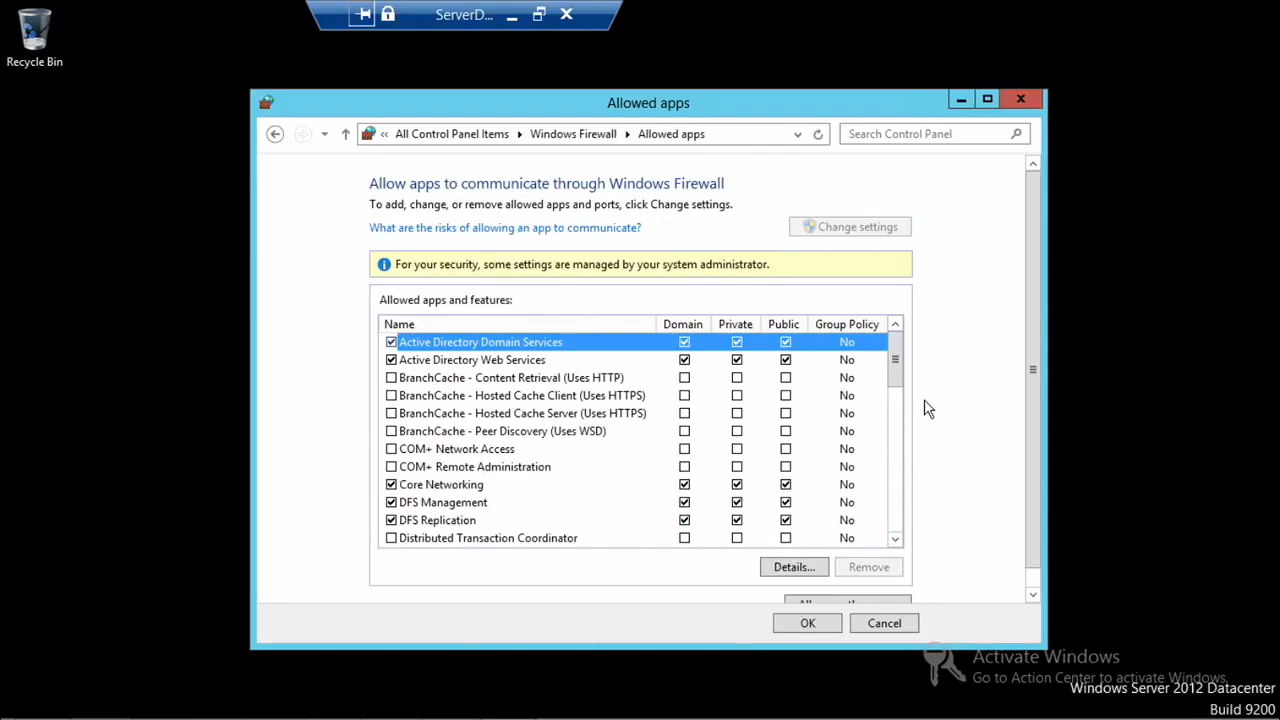 ServerD...
Recycle Bin
Allowed apps
« All Control Panel Items Windows Firewall Allowed apps
Search Control Panel
Allow apps to communicate through Windows Firewall
To add, change, or remove allowed apps and ports, click Change settings.
What are the risks of allowing an app to communicate?
Change settings
For your security, some settings are managed by your system administrator.
Allowed apps and features:
Name Domain Private Public Group Policy
Active Directory Domain Services No
Active Directory Web Services No
BranchCache - Content Retrieval (Uses HTTP) No
BranchCache - Hosted Cache Client (Uses HTTPS) No
BranchCache - Hosted Cache Server (Uses HTTPS) No
BranchCache - Peer Discovery (Uses WSD) No
COM+ Network Access No
COM+ Remote Administration No
Core Networking No
DFS Management No
DFS Replication No
Distributed Transaction Coordinator No
Details... Remove
OK Cancel
Activate Windows
Go to Action Center to activate Windows.
Windows Server 2012 Datacenter
Build 9200